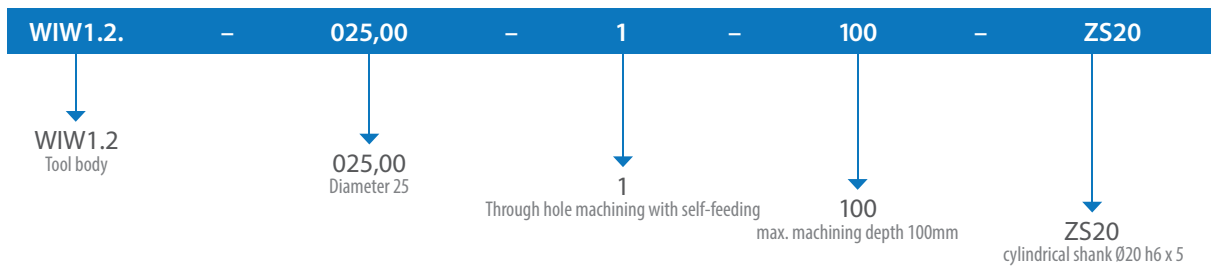 WIW1.2. – 025,00 – 1 – 100 – ZS20
WIW1.2
Tool body
025,00
Diameter 25
1
Through hole machining with self-feeding
100
max. machining depth 100mm
ZS20
cylindrical shank Ø20 h6 x 5